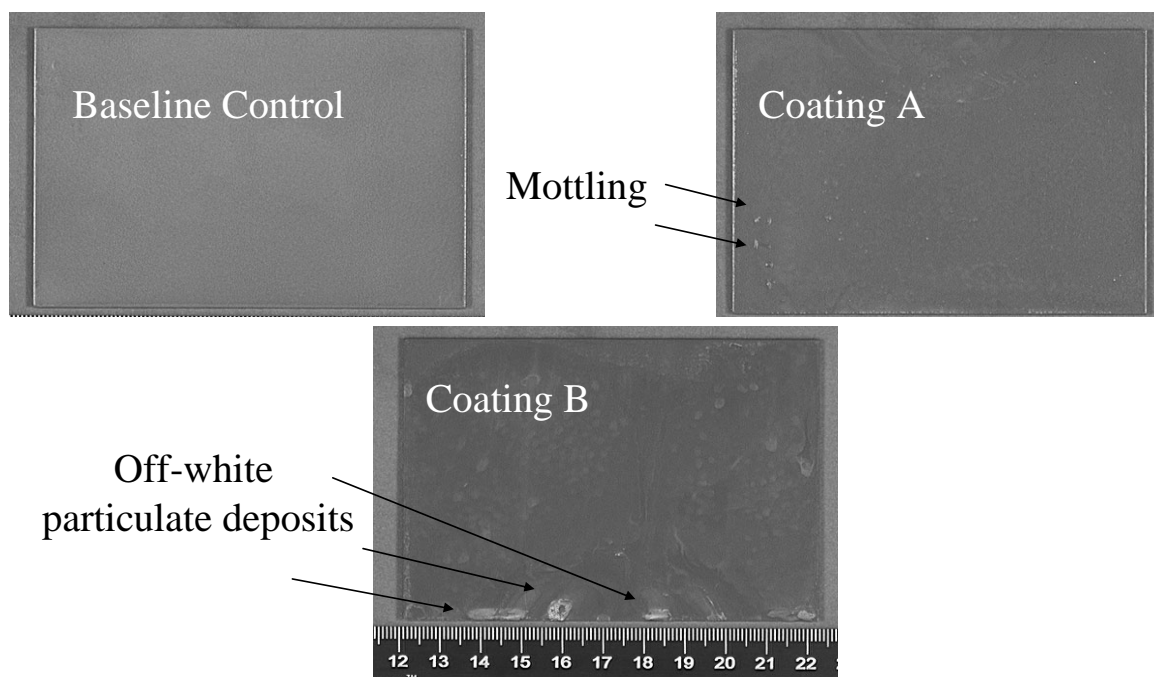 Baseline Control
Coating A
Mottling
Coating B
Off-white
particulate deposits
12 13 14 15 16 17 18 19 20 21 22